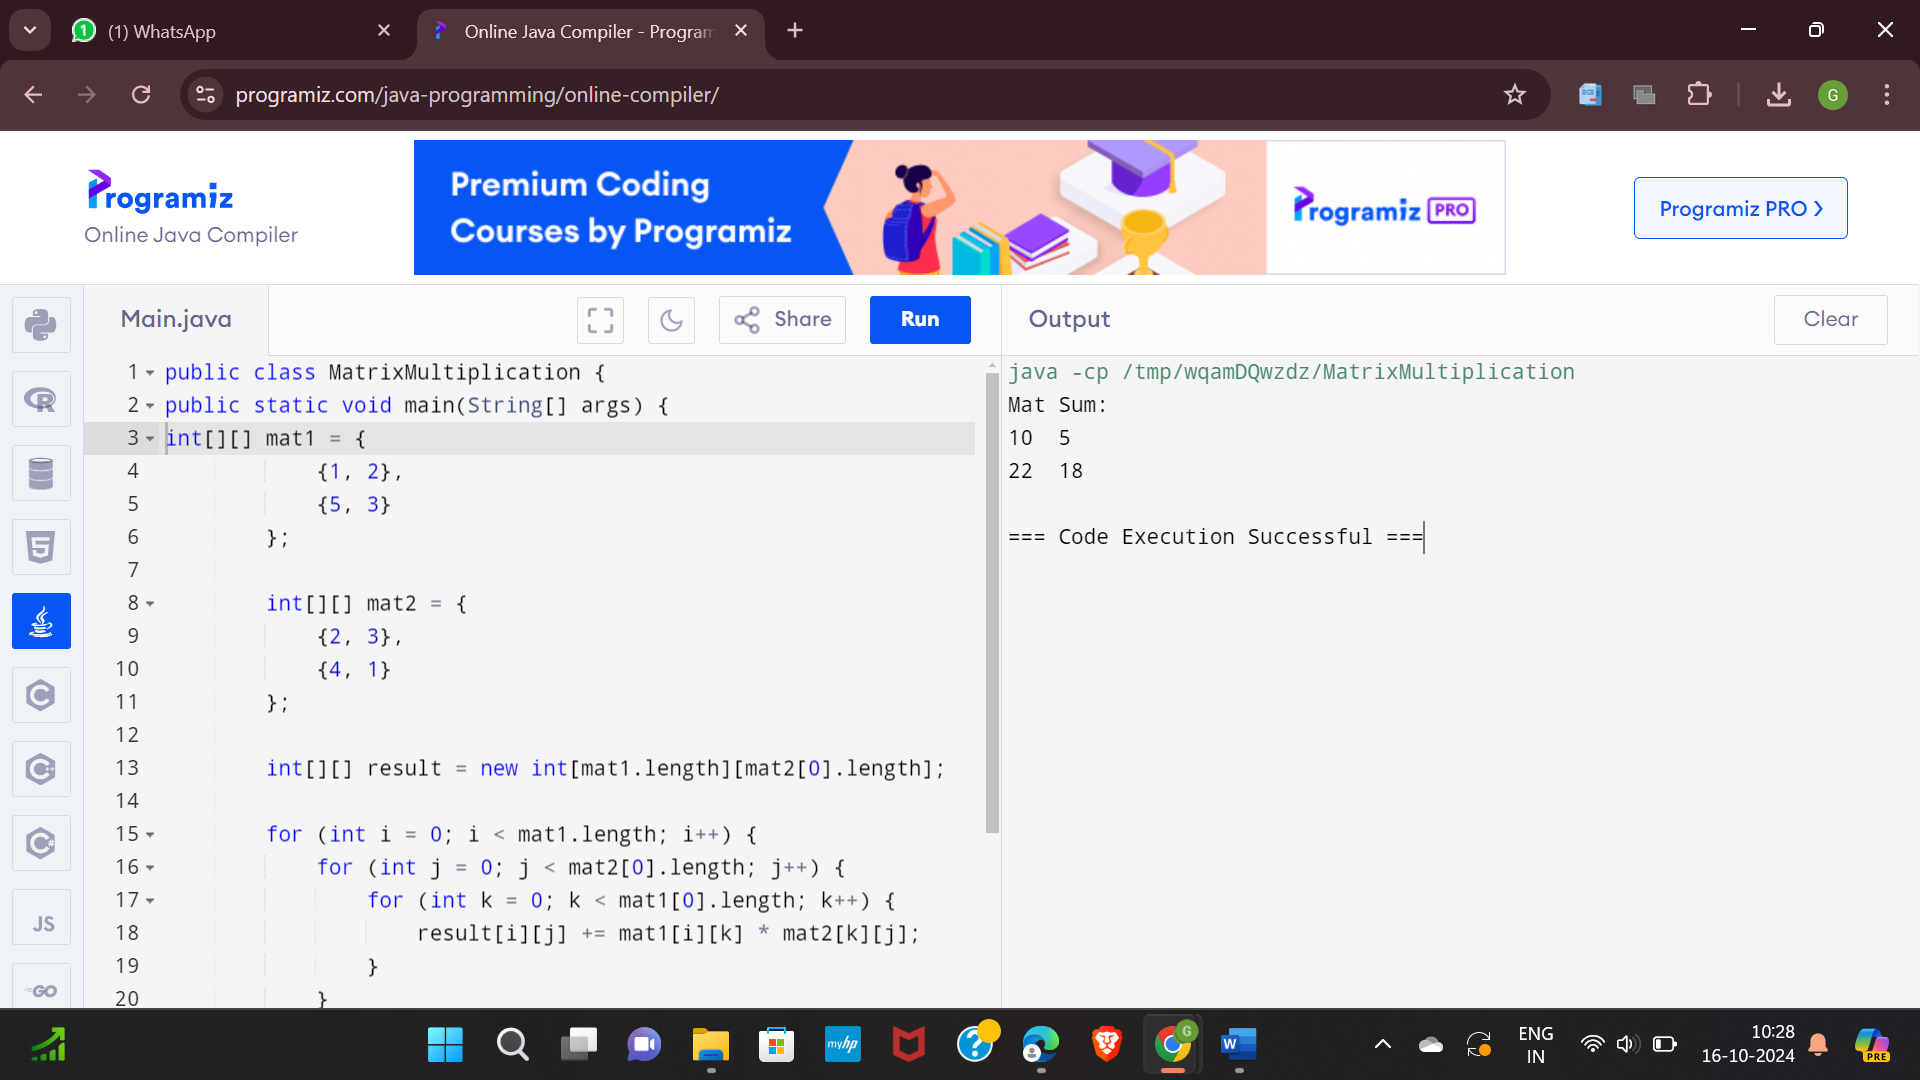 (1) WhatsApp
Online Java Compiler - Program
programiz.com/java-programming/online-compiler/
G
Programiz
Online Java Compiler
Premium Coding
Courses by Programiz
Programiz PRO
Programiz PRO
Main.java
Share
Run
Output
Clear
1 public class MatrixMultiplication {
2 public static void main(String[] args) {
3 int[][] mat1 = {
4 {1, 2},
5 {5, 3}
6 };
7
8 int[][] mat2 = {
9 {2, 3},
10 {4, 1}
11 };
12
13 int[][] result = new int[mat1.length][mat2[0].length];
14
15 for (int i = 0; i < mat1.length; i++) {
16 for (int j = 0; j < mat2[0].length; j++) {
17 for (int k = 0; k < mat1[0].length; k++) {
18 result[i][j] += mat1[i][k] * mat2[k][j];
19 }
20 }
java -cp /tmp/wqamDQwzdz/MatrixMultiplication
Mat Sum:
10 5
22 18
=== Code Execution Successful ===
R
5
C
C
C#
JS
GO
myhp
G
W
ENG
IN
10:28
16-10-2024
PRE